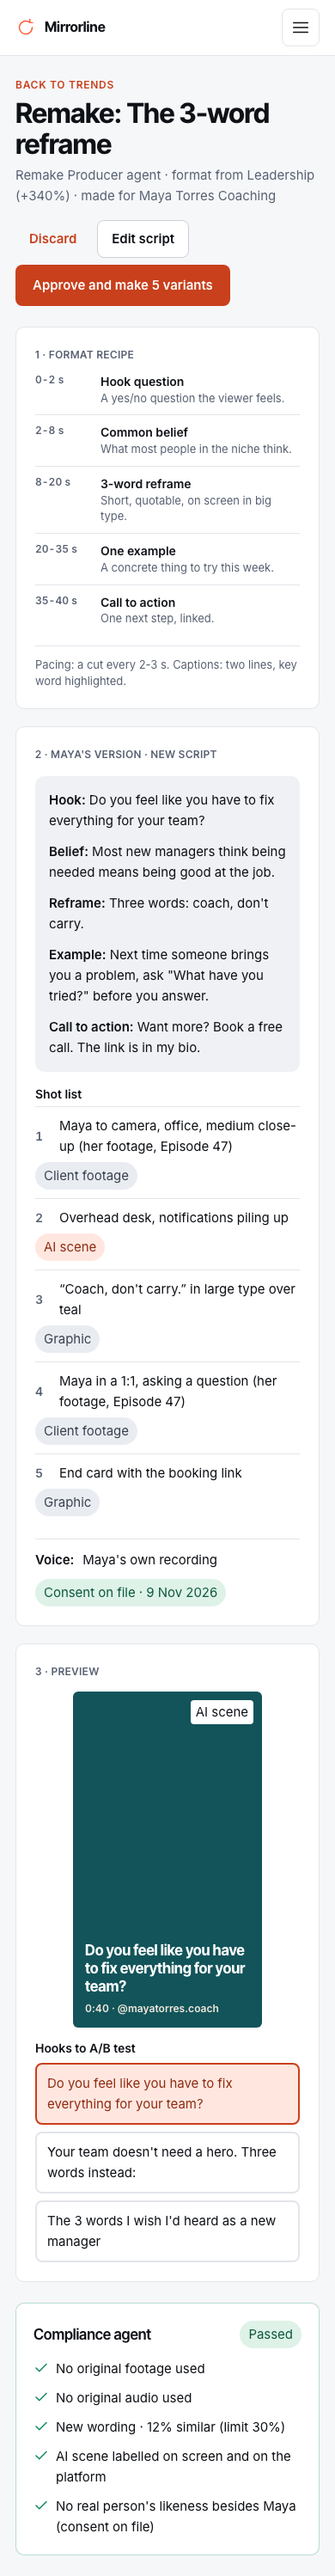 Mirrorline
BACK TO TRENDS
Remake: The 3-word
reframe
Remake Producer agent · format from Leadership
(+340%) · made for Maya Torres Coaching
Discard
Edit script
Approve and make 5 variants
1 · FORMAT RECIPE
0-2 s
Hook question
A yes/no question the viewer feels.
2-8 s
Common belief
What most people in the niche think.
8-20 s
3-word reframe
Short, quotable, on screen in big
type.
20-35 s
One example
A concrete thing to try this week.
35-40 s
Call to action
One next step, linked.
Pacing: a cut every 2-3 s. Captions: two lines, key
word highlighted.
2 · MAYA'S VERSION · NEW SCRIPT
Hook: Do you feel like you have to fix
everything for your team?
Belief: Most new managers think being
needed means being good at the job.
Reframe: Three words: coach, don't
carry.
Example: Next time someone brings
you a problem, ask "What have you
tried?" before you answer.
Call to action: Want more? Book a free
call. The link is in my bio.
Shot list
1
Maya to camera, office, medium close-
up (her footage, Episode 47)
Client footage
2
Overhead desk, notifications piling up
AI scene
3
“Coach, don't carry.” in large type over
teal
Graphic
4
Maya in a 1:1, asking a question (her
footage, Episode 47)
Client footage
5
End card with the booking link
Graphic
Voice: Maya's own recording
Consent on file · 9 Nov 2026
3 · PREVIEW
AI scene
Do you feel like you have
to fix everything for your
team?
0:40 · @mayatorres.coach
Hooks to A/B test
Do you feel like you have to fix
everything for your team?
Your team doesn't need a hero. Three
words instead:
The 3 words I wish I'd heard as a new
manager
Compliance agent
Passed
No original footage used
No original audio used
New wording · 12% similar (limit 30%)
AI scene labelled on screen and on the
platform
No real person's likeness besides Maya
(consent on file)